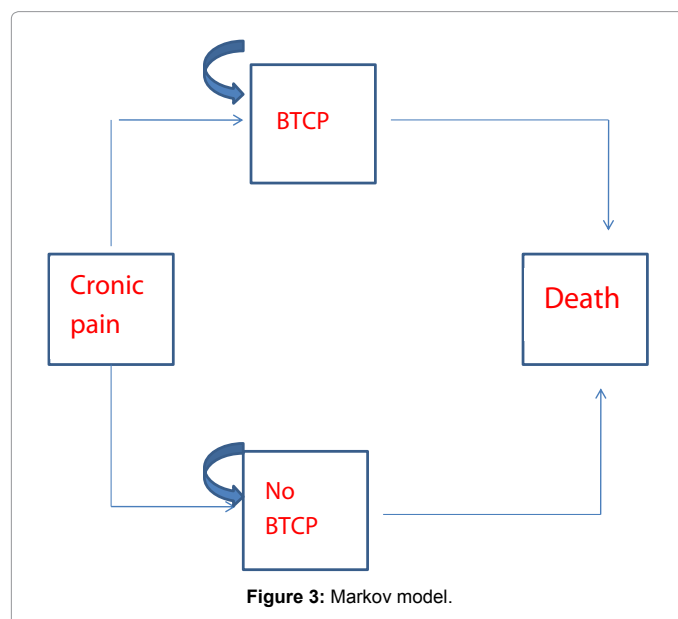 BTCP
Cronic
pain
Death
No
BTCP
Figure 3: Markov model.